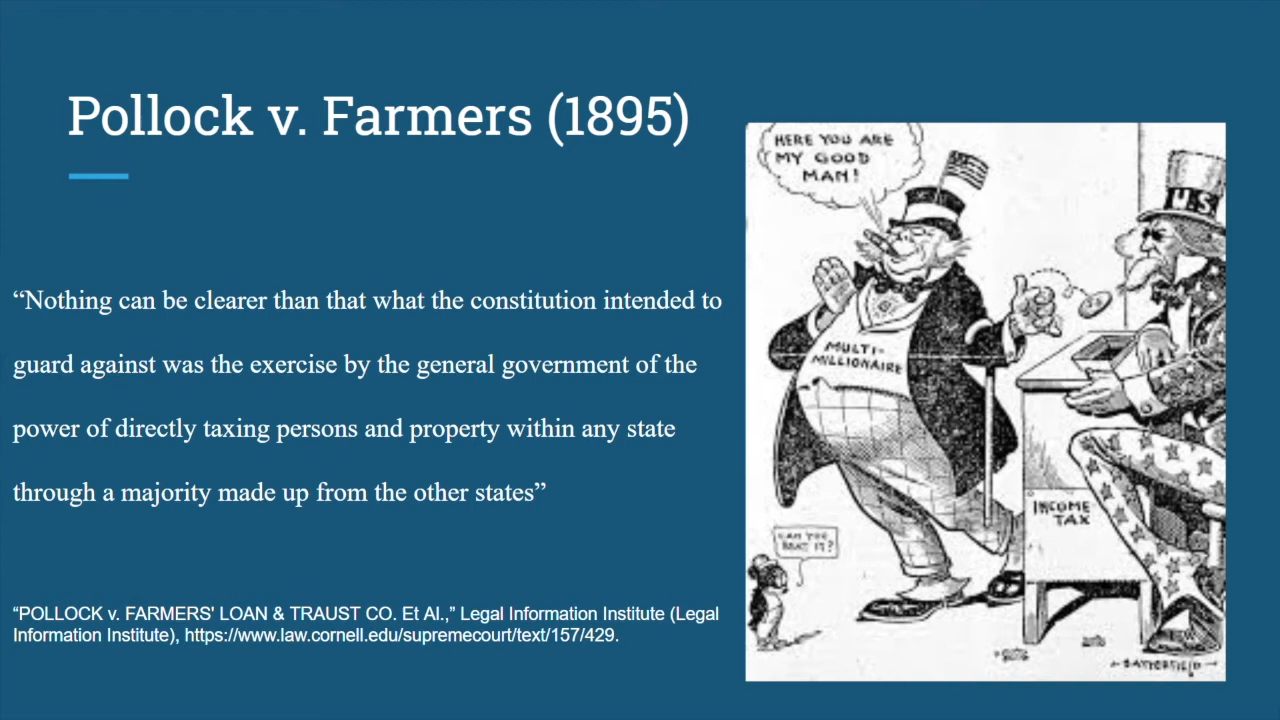 Pollock v. Farmers (1895)
“Nothing can be clearer than that what the constitution intended to
guard against was the exercise by the general government of the
power of directly taxing persons and property within any state
through a majority made up from the other states”
“POLLOCK v. FARMERS' LOAN & TRAUST CO. Et Al.,” Legal Information Institute (Legal
Information Institute), https://www.law.cornell.edu/supremecourt/text/157/429.
HERE YOU ARE
MY GOOD
MAN!
U.S
MULTI-
MILLIONAIRE
INCOME
TAX
CAN YOU
BEAT IT?
-SATTERFIELD-